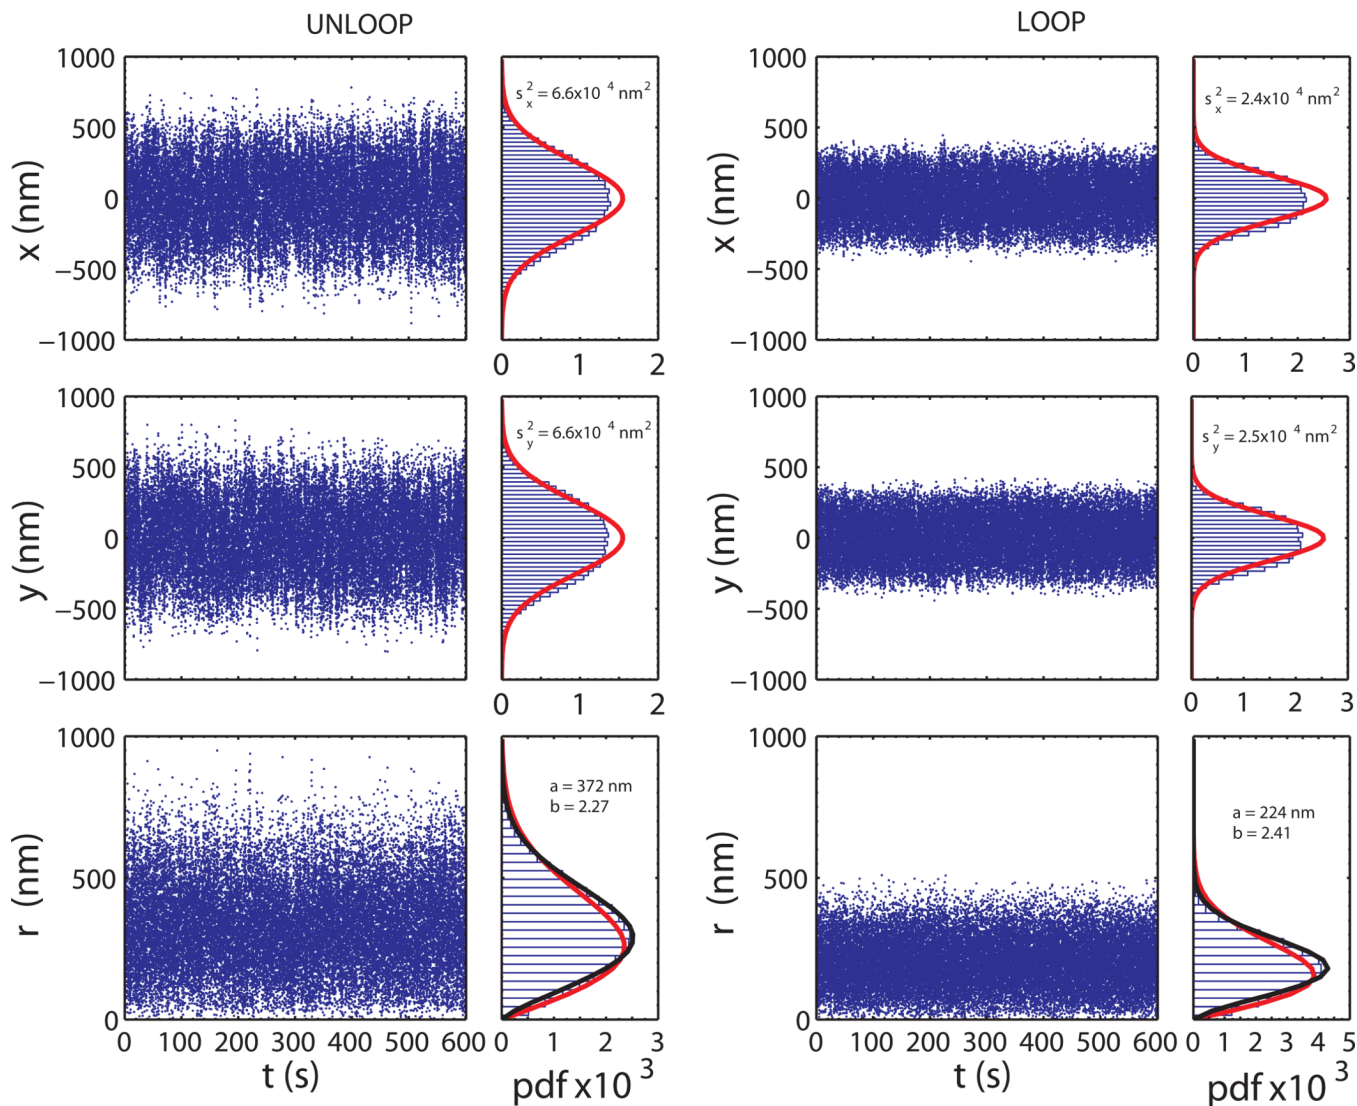 UNLOOP
LOOP
1000
500
0
−500
−1000
x (nm)
s_x^2 = 6.6x10^4 nm^2
0 1 2
1000
500
0
−500
−1000
x (nm)
s_x^2 = 2.4x10^4 nm^2
0 1 2 3
1000
500
0
−500
−1000
y (nm)
s_y^2 = 6.6x10^4 nm^2
0 1 2
1000
500
0
−500
−1000
y (nm)
s_y^2 = 2.5x10^4 nm^2
0 1 2 3
1000
500
0
r (nm)
0 100 200 300 400 500 600
t (s)
a = 372 nm
b = 2.27
0 1 2 3
pdf x10^3
1000
500
0
r (nm)
0 100 200 300 400 500 600
t (s)
a = 224 nm
b = 2.41
0 1 2 3 4 5
pdf x10^3